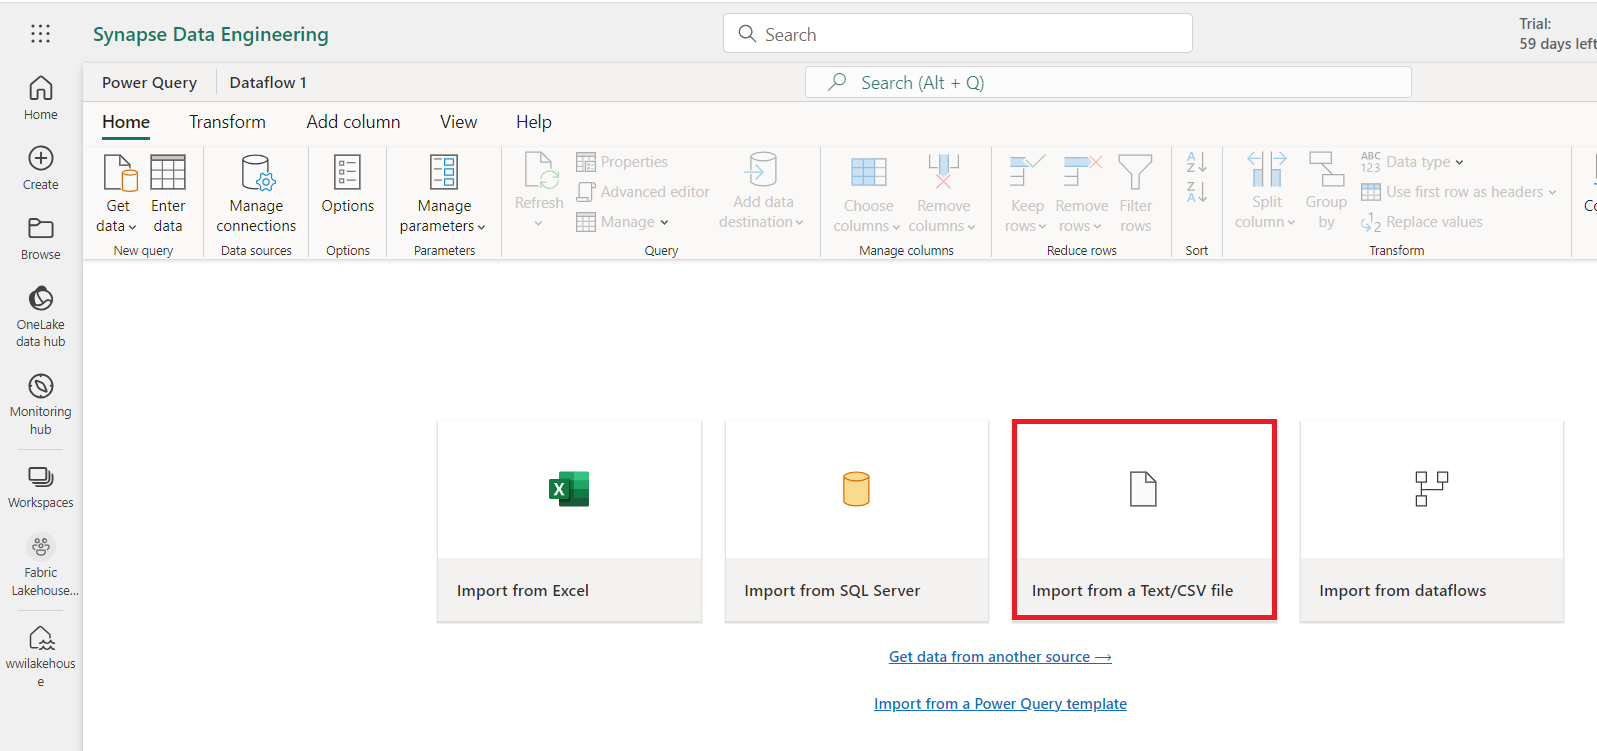 Synapse Data Engineering
Search
Trial:
59 days left
Home
Create
Browse
OneLake
data hub
Monitoring
hub
Workspaces
Fabric
Lakehouse...
wwilakehous
e
Power Query
Dataflow 1
Search (Alt + Q)
Home
Transform
Add column
View
Help
Get
data
Enter
data
New query
Manage
connections
Data sources
Options
Options
Manage
parameters
Parameters
Refresh
Properties
Advanced editor
Manage
Add data
destination
Query
Choose
columns
Remove
columns
Manage columns
Keep
rows
Remove
rows
Filter
rows
Reduce rows
A
Z
Z
A
Sort
Split
column
Group
by
ABC
123
Data type
Use first row as headers
1
2
Replace values
Transform
X
Import from Excel
Import from SQL Server
Import from a Text/CSV file
Import from dataflows
Get data from another source →
Import from a Power Query template